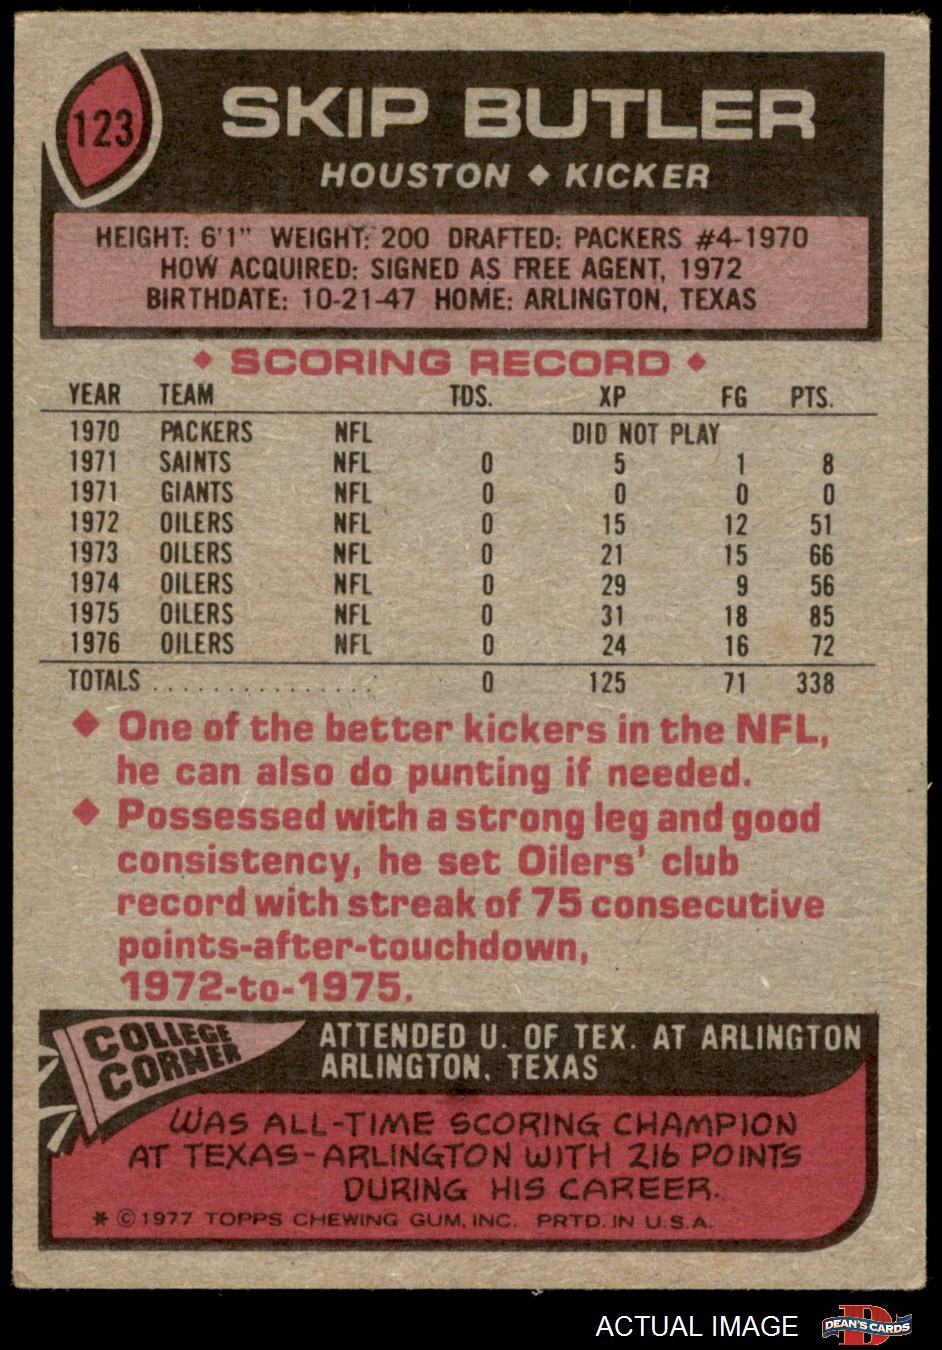 123
SKIP BUTLER
HOUSTON ◆ KICKER
HEIGHT: 6'1" WEIGHT: 200 DRAFTED: PACKERS #4-1970
HOW ACQUIRED: SIGNED AS FREE AGENT, 1972
BIRTHDATE: 10-21-47 HOME: ARLINGTON, TEXAS
◆ SCORING RECORD ◆
YEAR TEAM TDS. XP FG PTS.
1970 PACKERS NFL DID NOT PLAY
1971 SAINTS NFL 0 5 1 8
1971 GIANTS NFL 0 0 0 0
1972 OILERS NFL 0 15 12 51
1973 OILERS NFL 0 21 15 66
1974 OILERS NFL 0 29 9 56
1975 OILERS NFL 0 31 18 85
1976 OILERS NFL 0 24 16 72
TOTALS . . . . . . . . . . . . . . . . 0 125 71 338
◆ One of the better kickers in the NFL,
he can also do punting if needed.
◆ Possessed with a strong leg and good
consistency, he set Oilers' club
record with streak of 75 consecutive
points-after-touchdown,
1972-to-1975.
COLLEGE
CORNER
ATTENDED U. OF TEX. AT ARLINGTON
ARLINGTON, TEXAS
WAS ALL-TIME SCORING CHAMPION
AT TEXAS-ARLINGTON WITH 216 POINTS
DURING HIS CAREER.
* © 1977 TOPPS CHEWING GUM, INC. PRTD. IN U.S.A.
ACTUAL IMAGE
D
DEAN'S CARDS